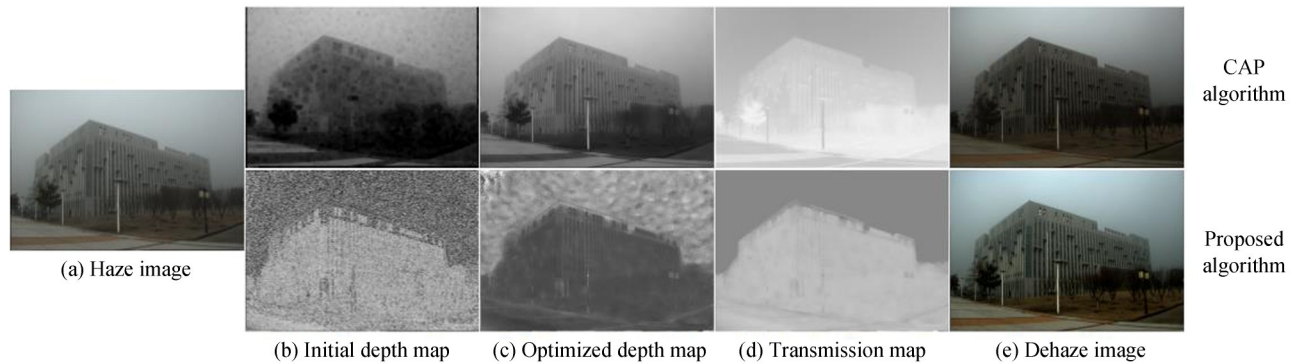 CAP
algorithm
(a) Haze image
Proposed
algorithm
(b) Initial depth map
(c) Optimized depth map
(d) Transmission map
(e) Dehaze image